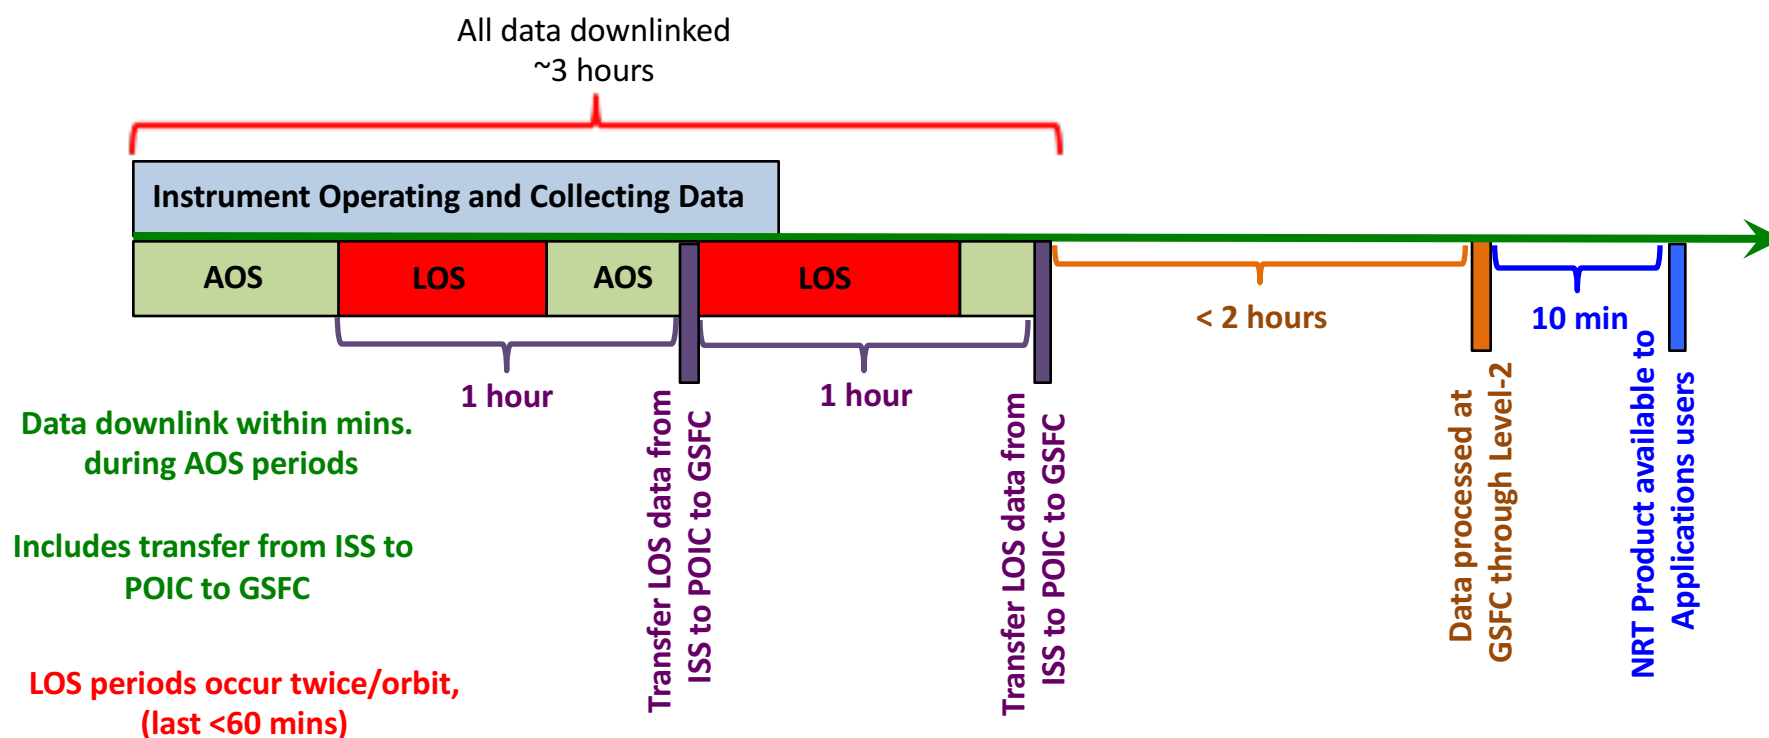 All data downlinked
~3 hours
Instrument Operating and Collecting Data
AOS
LOS
AOS
LOS
< 2 hours
10 min
1 hour
1 hour
Data downlink within mins.
during AOS periods
Includes transfer from ISS to
POIC to GSFC
LOS periods occur twice/orbit,
(last <60 mins)
Transfer LOS data from
ISS to POIC to GSFC
Transfer LOS data from
ISS to POIC to GSFC
Data processed at
GSFC through Level-2
NRT Product available to
Applications users